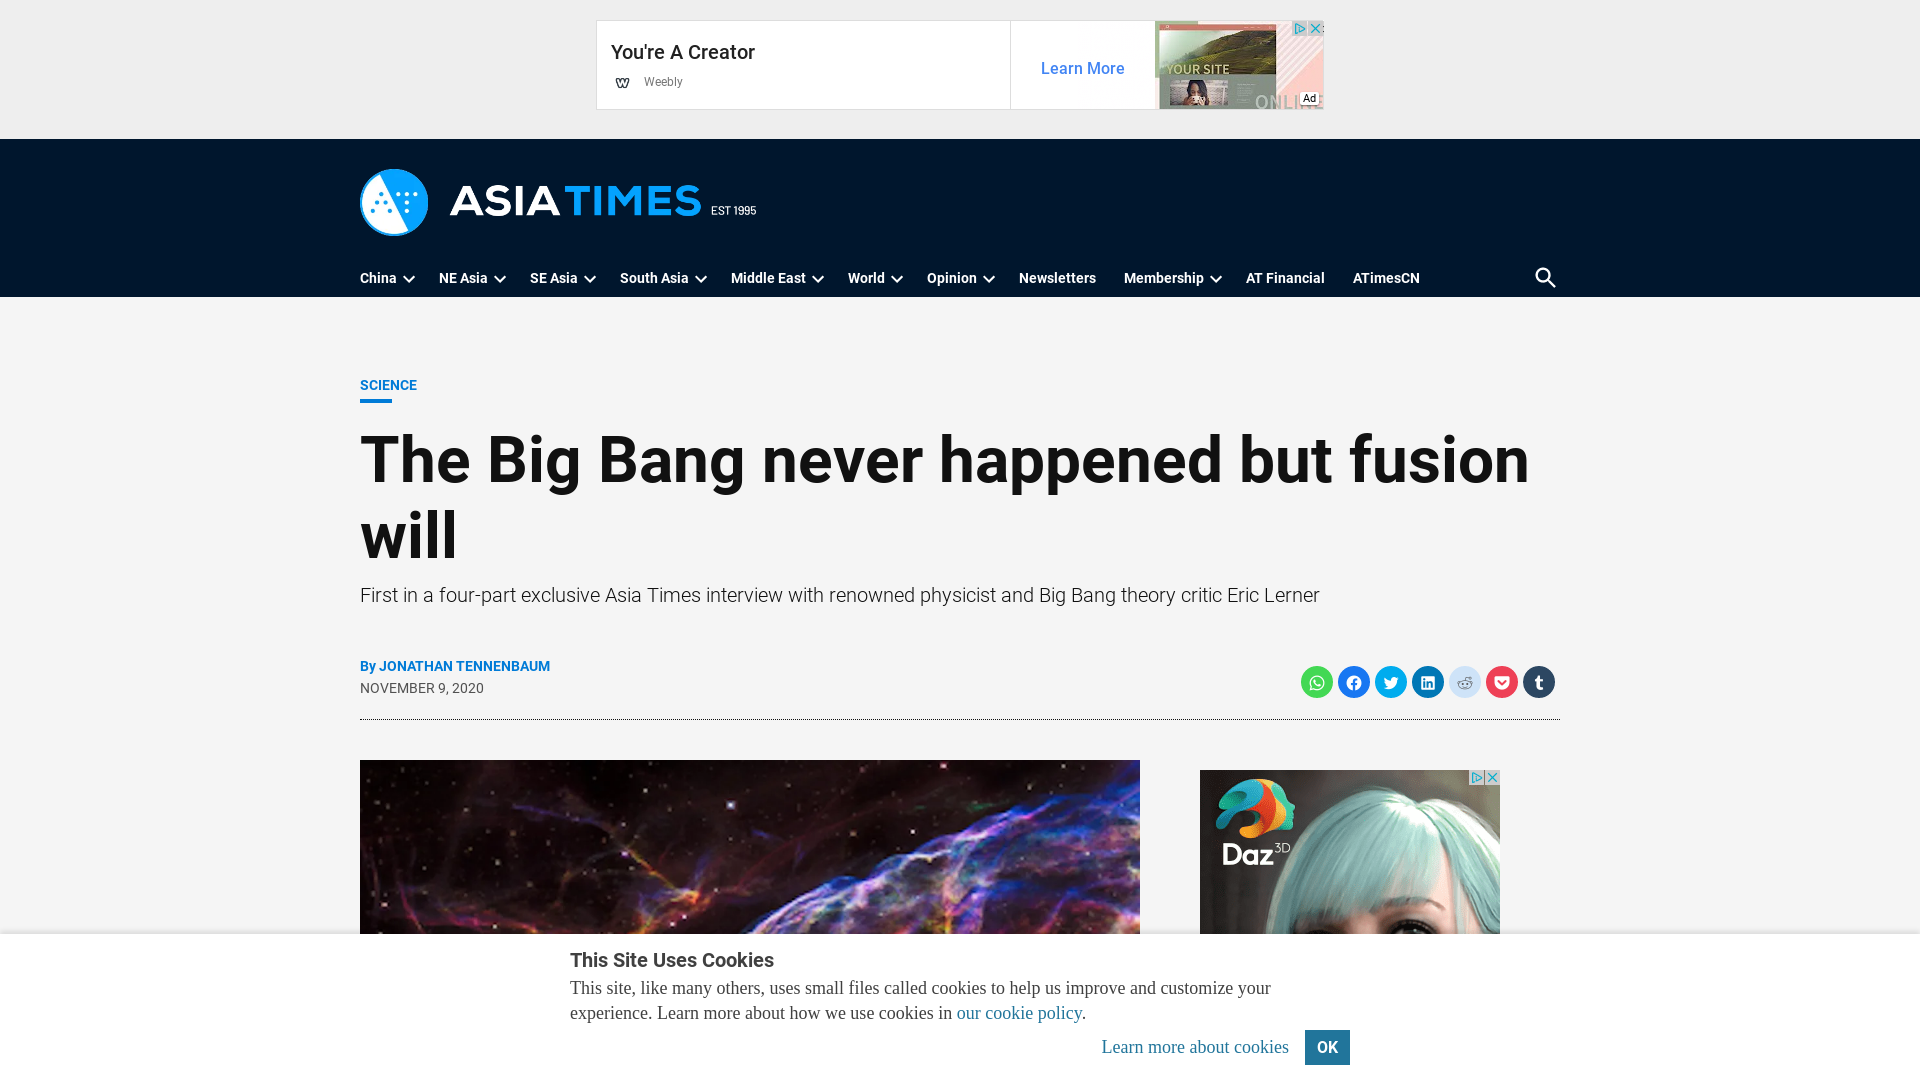 You're A Creator
Weebly
Learn More
YOUR SITE
ONLINE
Ad
ASIA TIMES EST 1995
China NE Asia SE Asia South Asia Middle East World Opinion Newsletters Membership AT Financial ATimesCN
SCIENCE
The Big Bang never happened but fusion
will
First in a four-part exclusive Asia Times interview with renowned physicist and Big Bang theory critic Eric Lerner
By JONATHAN TENNENBAUM
NOVEMBER 9, 2020
Daz 3D
This Site Uses Cookies
This site, like many others, uses small files called cookies to help us improve and customize your
experience. Learn more about how we use cookies in our cookie policy.
Learn more about cookies OK